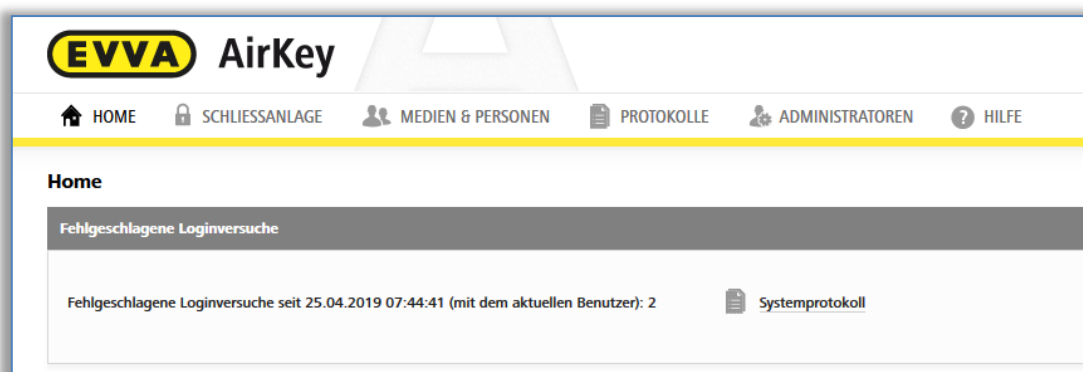 EVVA AirKey
HOME SCHLIESSANLAGE MEDIEN & PERSONEN PROTOKOLLE ADMINISTRATOREN ? HILFE
Home
Fehlgeschlagene Loginversuche
Fehlgeschlagene Loginversuche seit 25.04.2019 07:44:41 (mit dem aktuellen Benutzer): 2 Systemprotokoll